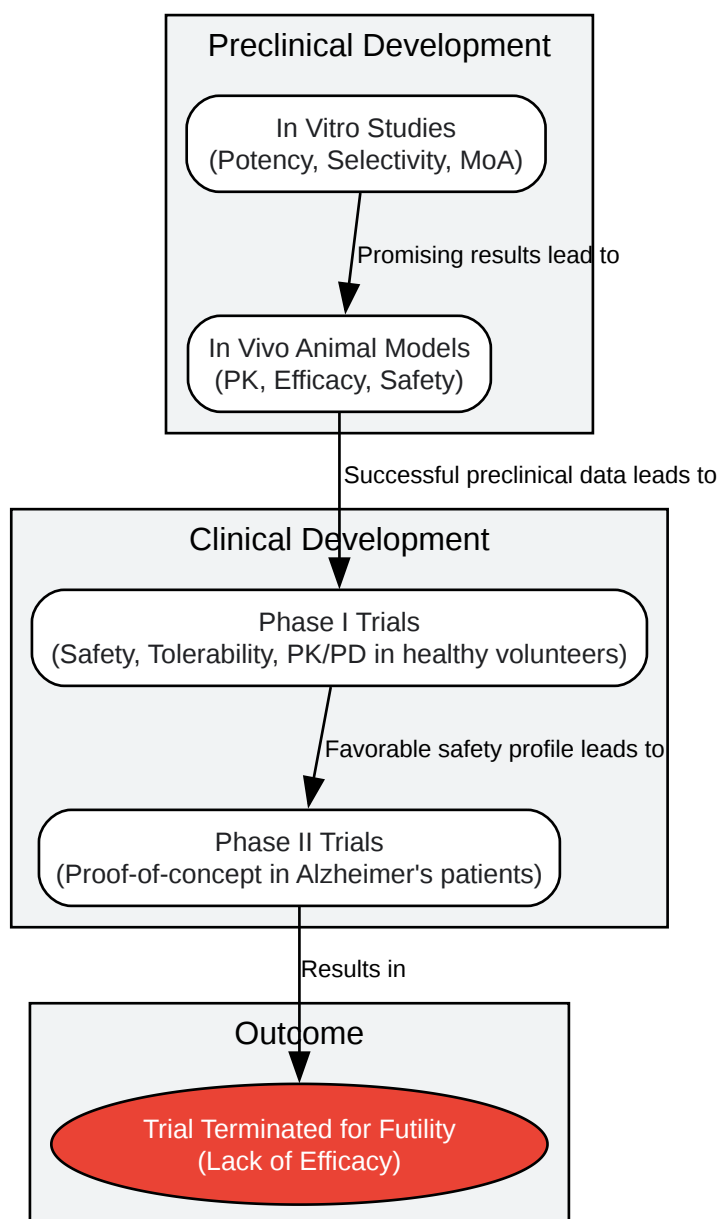 Preclinical Development
In Vitro Studies
(Potency, Selectivity, MoA)
Promising results lead to
In Vivo Animal Models
(PK, Efficacy, Safety)
Successful preclinical data leads to
Clinical Development
Phase I Trials
(Safety, Tolerability, PK/PD in healthy volunteers)
Favorable safety profile leads to
Phase II Trials
(Proof-of-concept in Alzheimer's patients)
Results in
Outcome
Trial Terminated for Futility
(Lack of Efficacy)